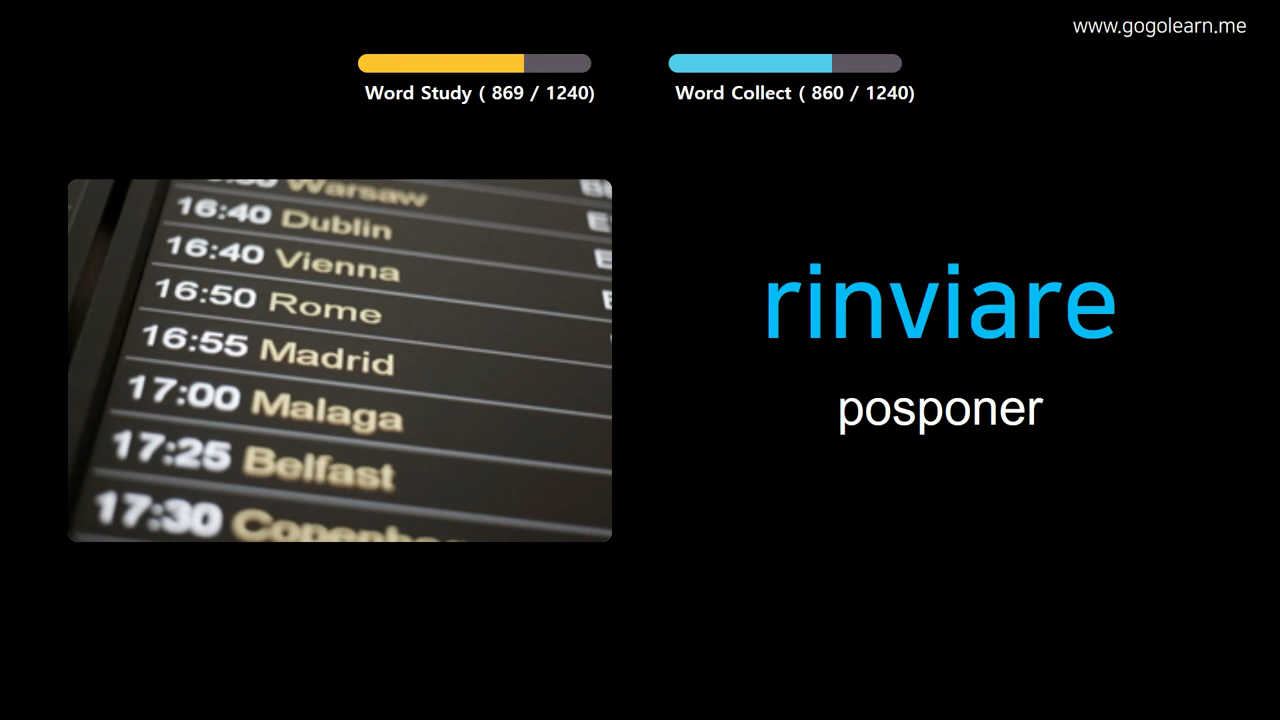 www.gogolearn.me
Word Study ( 869 / 1240)
Word Collect ( 860 / 1240)
Warsaw
16:40 Dublin
16:40 Vienna
16:50 Rome
16:55 Madrid
17:00 Malaga
17:25 Belfast
17:30
rinviare
posponer